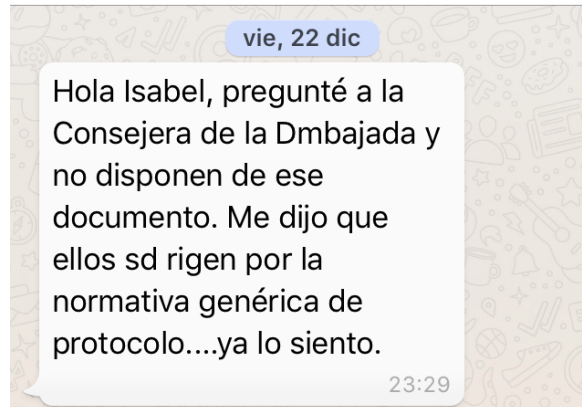 vie, 22 dic
Hola Isabel, pregunté a la
Consejera de la Dmbajada y
no disponen de ese
documento. Me dijo que
ellos sd rigen por la
normativa genérica de
protocolo....ya lo siento.
23:29